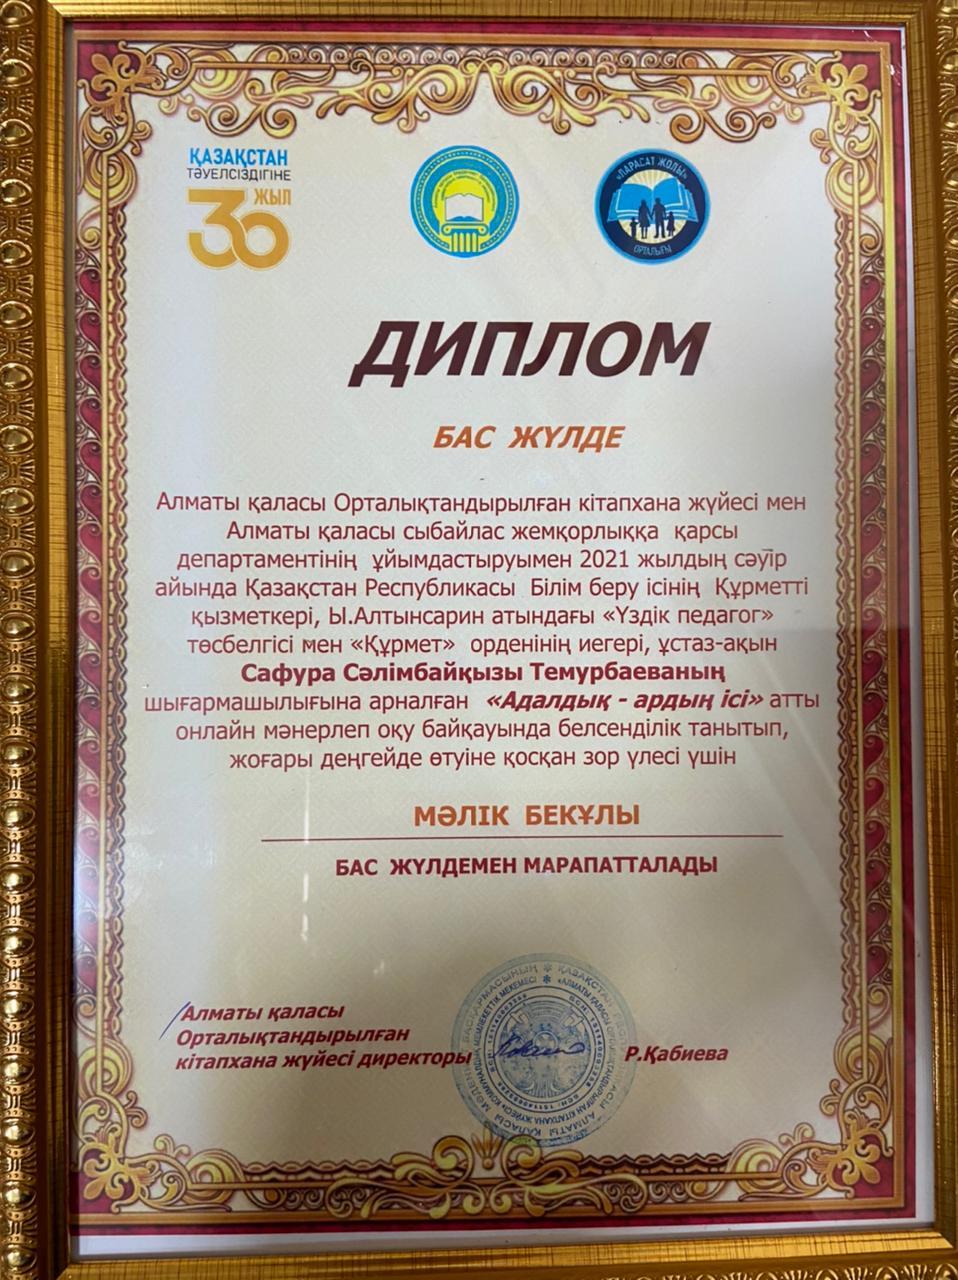 ҚАЗАҚСТАН
ТӘУЕЛСІЗДІГІНЕ
30 ЖЫЛ
«ПАРАСАТ ЖОЛЫ»
ОРТАЛЫҒЫ
ДИПЛОМ
БАС ЖҮЛДЕ
Алматы қаласы Орталықтандырылған кітапхана жүйесі мен
Алматы қаласы сыбайлас жемқорлыққа қарсы
департаментінің ұйымдастыруымен 2021 жылдың сәуір
айында Қазақстан Республикасы Білім беру ісінің Құрметті
қызметкері, Ы.Алтынсарин атындағы «Үздік педагог»
төсбелгісі мен «Құрмет» орденінің иегері, ұстаз-ақын
Сафура Сәлімбайқызы Темурбаеваның
шығармашылығына арналған «Адалдық - ардың ісі» атты
онлайн мәнерлеп оқу байқауында белсенділік танытып,
жоғары деңгейде өтуіне қосқан зор үлесі үшін
МӘЛІК БЕКҰЛЫ
БАС ЖҮЛДЕМЕН МАРАПАТТАЛАДЫ
Алматы қаласы
Орталықтандырылған
кітапхана жүйесі директоры Р.Қабиева